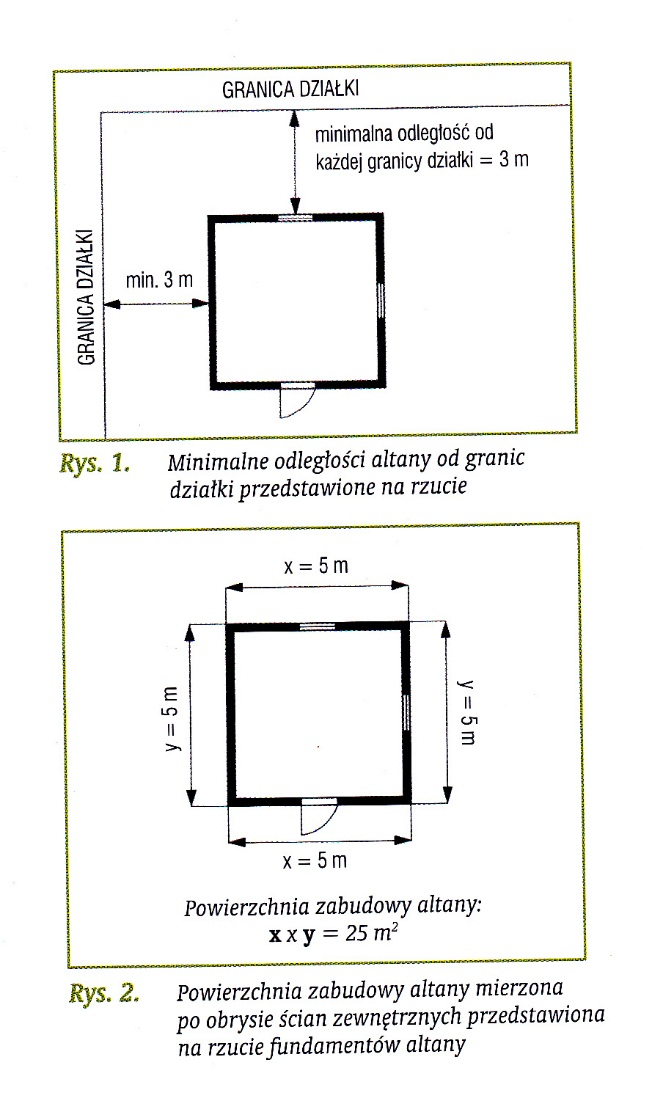 GRANICA DZIAŁKI
minimalna odległość od
każdej granicy działki = 3 m
GRANICA DZIAŁKI
min. 3 m
Rys. 1. Minimalne odległości altany od granic
działki przedstawione na rzucie
x = 5 m
y = 5 m
y = 5 m
x = 5 m
Powierzchnia zabudowy altany:
x x y = 25 m²
Rys. 2. Powierzchnia zabudowy altany mierzona
po obrysie ścian zewnętrznych przedstawiona
na rzucie fundamentów altany